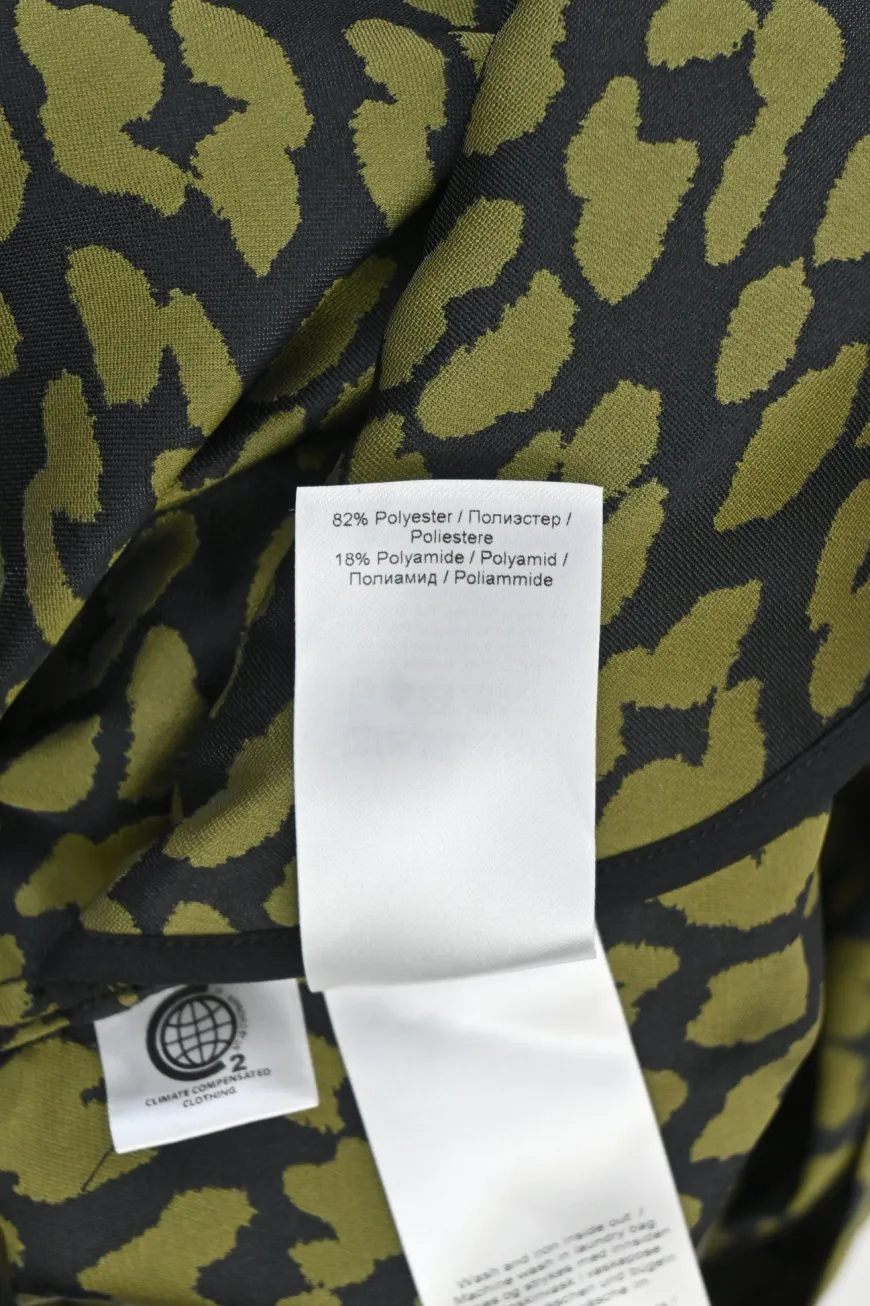 82% Polyester / Полиэстер /
Poliestere
18% Polyamide / Polyamid /
Полиамид / Poliammide
2
CLIMATE COMPENSATED
CLOTHING
Wash and iron inside out /
Machine wash in laundry bag